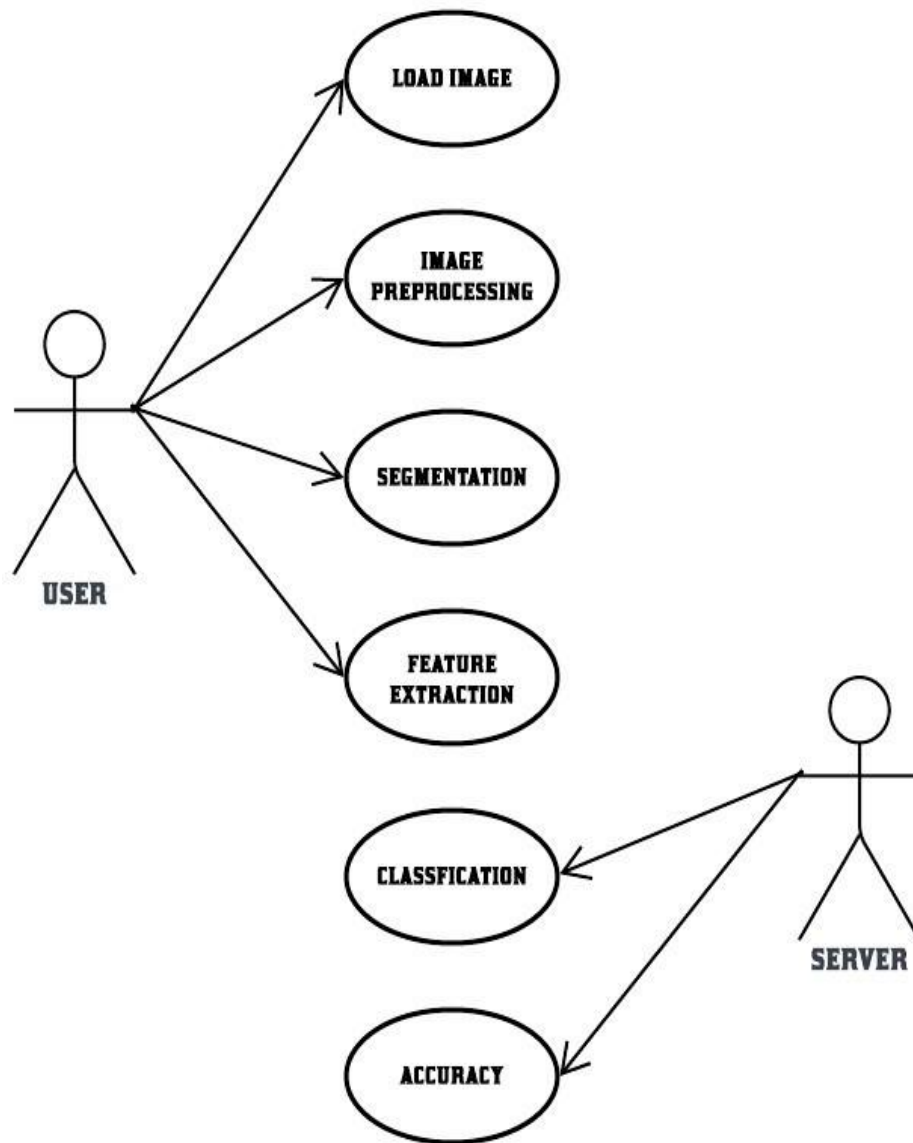 LOAD IMAGE
IMAGE
PREPROCESSING
SEGMENTATION
USER
FEATURE
EXTRACTION
CLASSFICATION
SERVER
ACCURACY